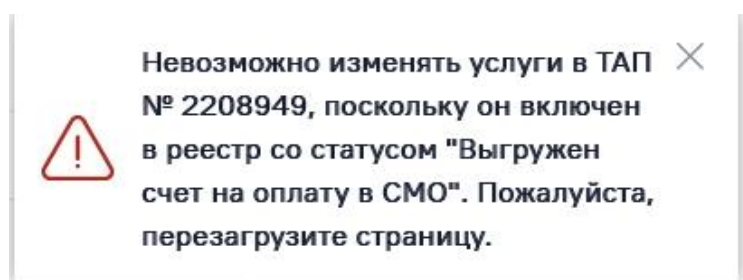 Невозможно изменять услуги в ТАП
№ 2208949, поскольку он включен
в реестр со статусом "Выгружен
счет на оплату в СМО". Пожалуйста,
перезагрузите страницу.